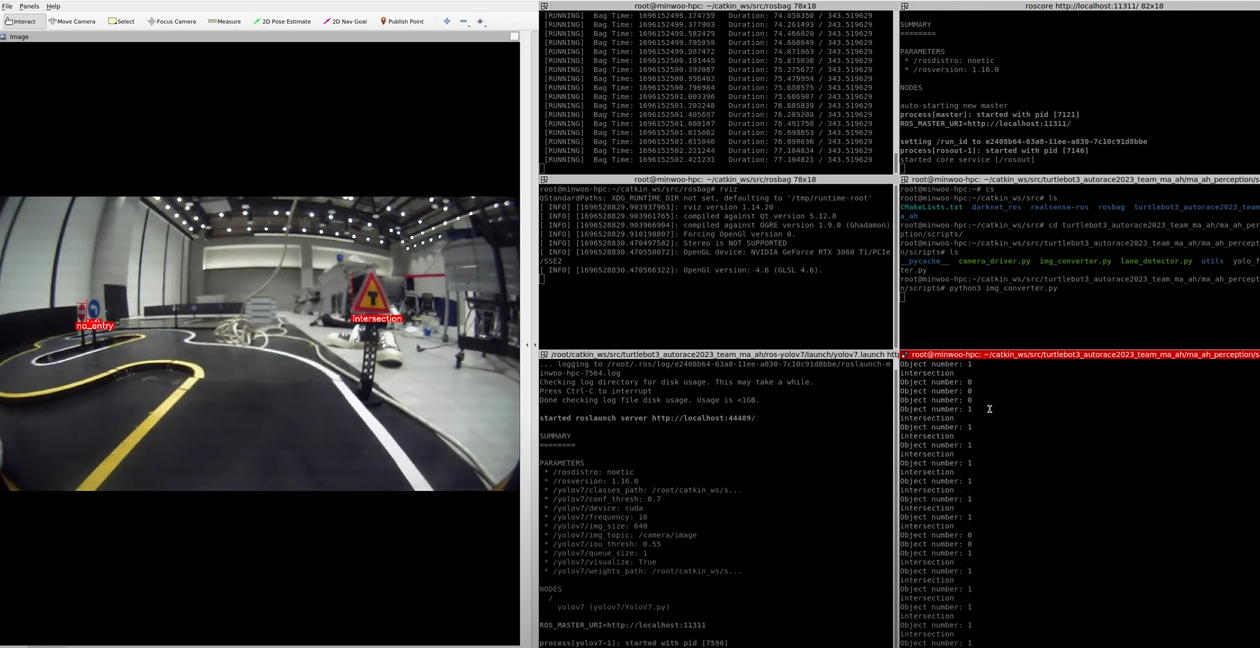 File Panels Help
Interact Move Camera Select Focus Camera Measure 2D Pose Estimate 2D Nav Goal Publish Point
Image
no_entry
intersection
root@minwoo-hpc: ~/catkin_ws/src/rosbag 78x18
[RUNNING] Bag Time: 1696152499.174759 Duration: 74.058350 / 343.519629
[RUNNING] Bag Time: 1696152499.377903 Duration: 74.261493 / 343.519629
[RUNNING] Bag Time: 1696152499.582429 Duration: 74.466020 / 343.519629
[RUNNING] Bag Time: 1696152499.785059 Duration: 74.668649 / 343.519629
[RUNNING] Bag Time: 1696152499.987472 Duration: 74.871063 / 343.519629
[RUNNING] Bag Time: 1696152500.191445 Duration: 75.075036 / 343.519629
[RUNNING] Bag Time: 1696152500.392087 Duration: 75.275677 / 343.519629
[RUNNING] Bag Time: 1696152500.596403 Duration: 75.479994 / 343.519629
[RUNNING] Bag Time: 1696152500.796984 Duration: 75.680575 / 343.519629
[RUNNING] Bag Time: 1696152501.003396 Duration: 75.886987 / 343.519629
[RUNNING] Bag Time: 1696152501.202248 Duration: 76.085839 / 343.519629
[RUNNING] Bag Time: 1696152501.405697 Duration: 76.289288 / 343.519629
[RUNNING] Bag Time: 1696152501.608167 Duration: 76.491758 / 343.519629
[RUNNING] Bag Time: 1696152501.815062 Duration: 76.698653 / 343.519629
[RUNNING] Bag Time: 1696152502.015046 Duration: 76.898636 / 343.519629
[RUNNING] Bag Time: 1696152502.221244 Duration: 77.104834 / 343.519629
[RUNNING] Bag Time: 1696152502.421231 Duration: 77.304821 / 343.519629
roscore http://localhost:11311/ 82x18
SUMMARY
========
PARAMETERS
* /rosdistro: noetic
* /rosversion: 1.16.0
NODES
auto-starting new master
process[master]: started with pid [7121]
ROS_MASTER_URI=http://localhost:11311/
setting /run_id to e2408b64-63a8-11ee-a830-7c10c91d8bbe
process[rosout-1]: started with pid [7146]
started core service [/rosout]
root@minwoo-hpc: ~/catkin_ws/src/rosbag 78x18
root@minwoo-hpc:~/catkin_ws/src/rosbag# rviz
QStandardPaths: XDG_RUNTIME_DIR not set, defaulting to '/tmp/runtime-root'
[ INFO] [1696528829.903937963]: rviz version 1.14.20
[ INFO] [1696528829.903961765]: compiled against Qt version 5.12.8
[ INFO] [1696528829.903966904]: compiled against OGRE version 1.9.0 (Ghadamon)
[ INFO] [1696528829.910198807]: Forcing OpenGl version 0.
[ INFO] [1696528830.470497582]: Stereo is NOT SUPPORTED
[ INFO] [1696528830.470550072]: OpenGL device: NVIDIA GeForce RTX 3060 Ti/PCIe
/SSE2
[ INFO] [1696528830.470566322]: OpenGl version: 4.6 (GLSL 4.6).
root@minwoo-hpc: ~/catkin_ws/src/turtlebot3_autorace2023_team_ma_ah/ma_ah_perception/s
root@minwoo-hpc:~# cs
root@minwoo-hpc:~/catkin_ws/src# ls
CMakeLists.txt darknet_ros realsense-ros rosbag turtlebot3_autorace2023_team_m
a_ah
root@minwoo-hpc:~/catkin_ws/src# cd turtlebot3_autorace2023_team_ma_ah/ma_ah_per
ption/scripts/
root@minwoo-hpc:~/catkin_ws/src/turtlebot3_autorace2023_team_ma_ah/ma_ah_percept
n/scripts# ls
__pycache__ camera_driver.py img_converter.py lane_detector.py utils yolo_f
ter.py
root@minwoo-hpc:~/catkin_ws/src/turtlebot3_autorace2023_team_ma_ah/ma_ah_percept
n/scripts# python3 img_converter.py
/root/catkin_ws/src/turtlebot3_autorace2023_team_ma_ah/ros-yolov7/launch/yolov7.launch htt
... logging to /root/.ros/log/e2408b64-63a8-11ee-a830-7c10c91d8bbe/roslaunch-m
inwoo-hpc-7564.log
Checking log directory for disk usage. This may take a while.
Press Ctrl-C to interrupt
Done checking log file disk usage. Usage is <1GB.
started roslaunch server http://localhost:44489/
SUMMARY
========
PARAMETERS
* /rosdistro: noetic
* /rosversion: 1.16.0
* /yolov7/classes_path: /root/catkin_ws/s...
* /yolov7/conf_thresh: 0.7
* /yolov7/device: cuda
* /yolov7/frequency: 10
* /yolov7/img_size: 640
* /yolov7/img_topic: /camera/image
* /yolov7/iou_thresh: 0.55
* /yolov7/queue_size: 1
* /yolov7/visualize: True
* /yolov7/weights_path: /root/catkin_ws/s...
NODES
/
yolov7 (yolov7/YoloV7.py)
ROS_MASTER_URI=http://localhost:11311
process[yolov7-1]: started with pid [7596]
root@minwoo-hpc: ~/catkin_ws/src/turtlebot3_autorace2023_team_ma_ah/ma_ah_perception/s
Object number: 1
intersection
Object number: 0
Object number: 0
Object number: 0
Object number: 1
intersection
Object number: 1
intersection
Object number: 1
intersection
Object number: 1
intersection
Object number: 1
intersection
Object number: 1
intersection
Object number: 1
intersection
Object number: 0
Object number: 0
Object number: 1
intersection
Object number: 1
intersection
Object number: 1
intersection
Object number: 1
intersection
Object number: 1
intersection
Object number: 1